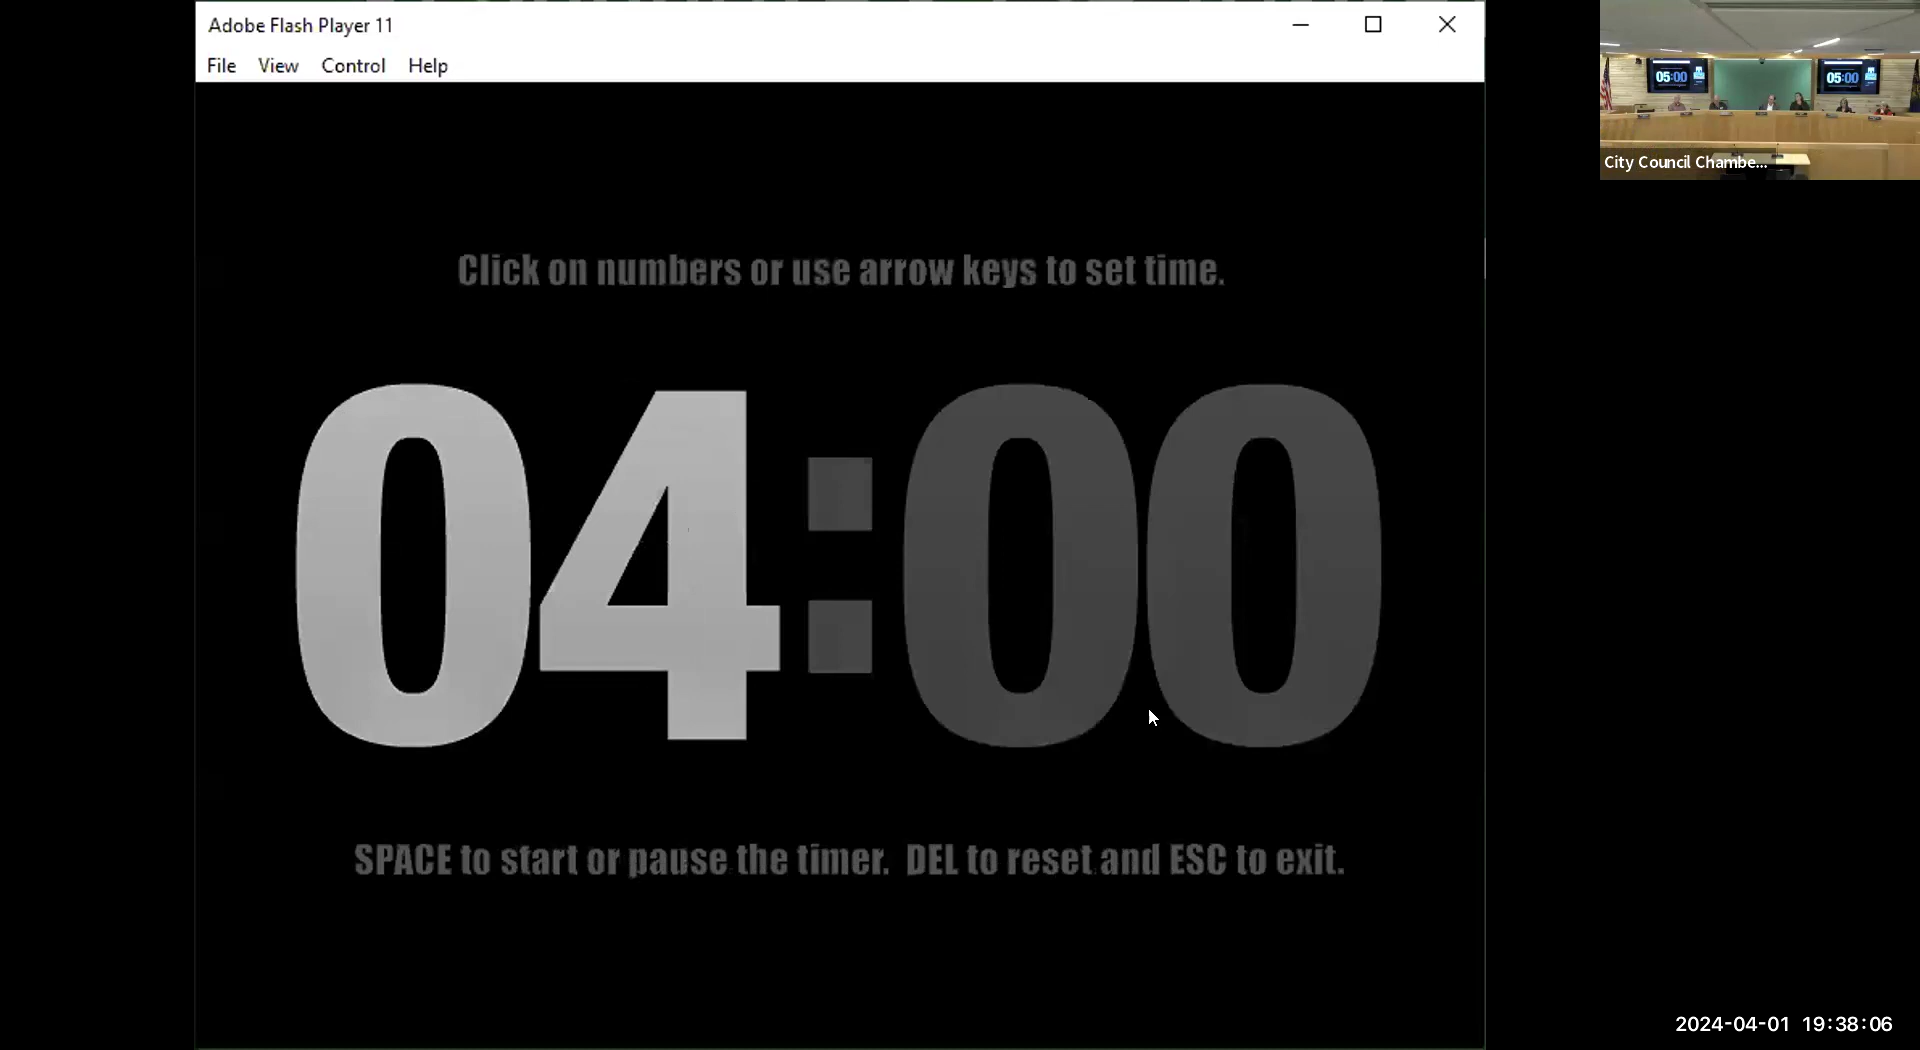 Adobe Flash Player 11
File View Control Help
Click on numbers or use arrow keys to set time.
04:00
SPACE to start or pause the timer. DEL to reset and ESC to exit.
05:00
05:00
City Council Chambe...
2024-04-01 19:38:06